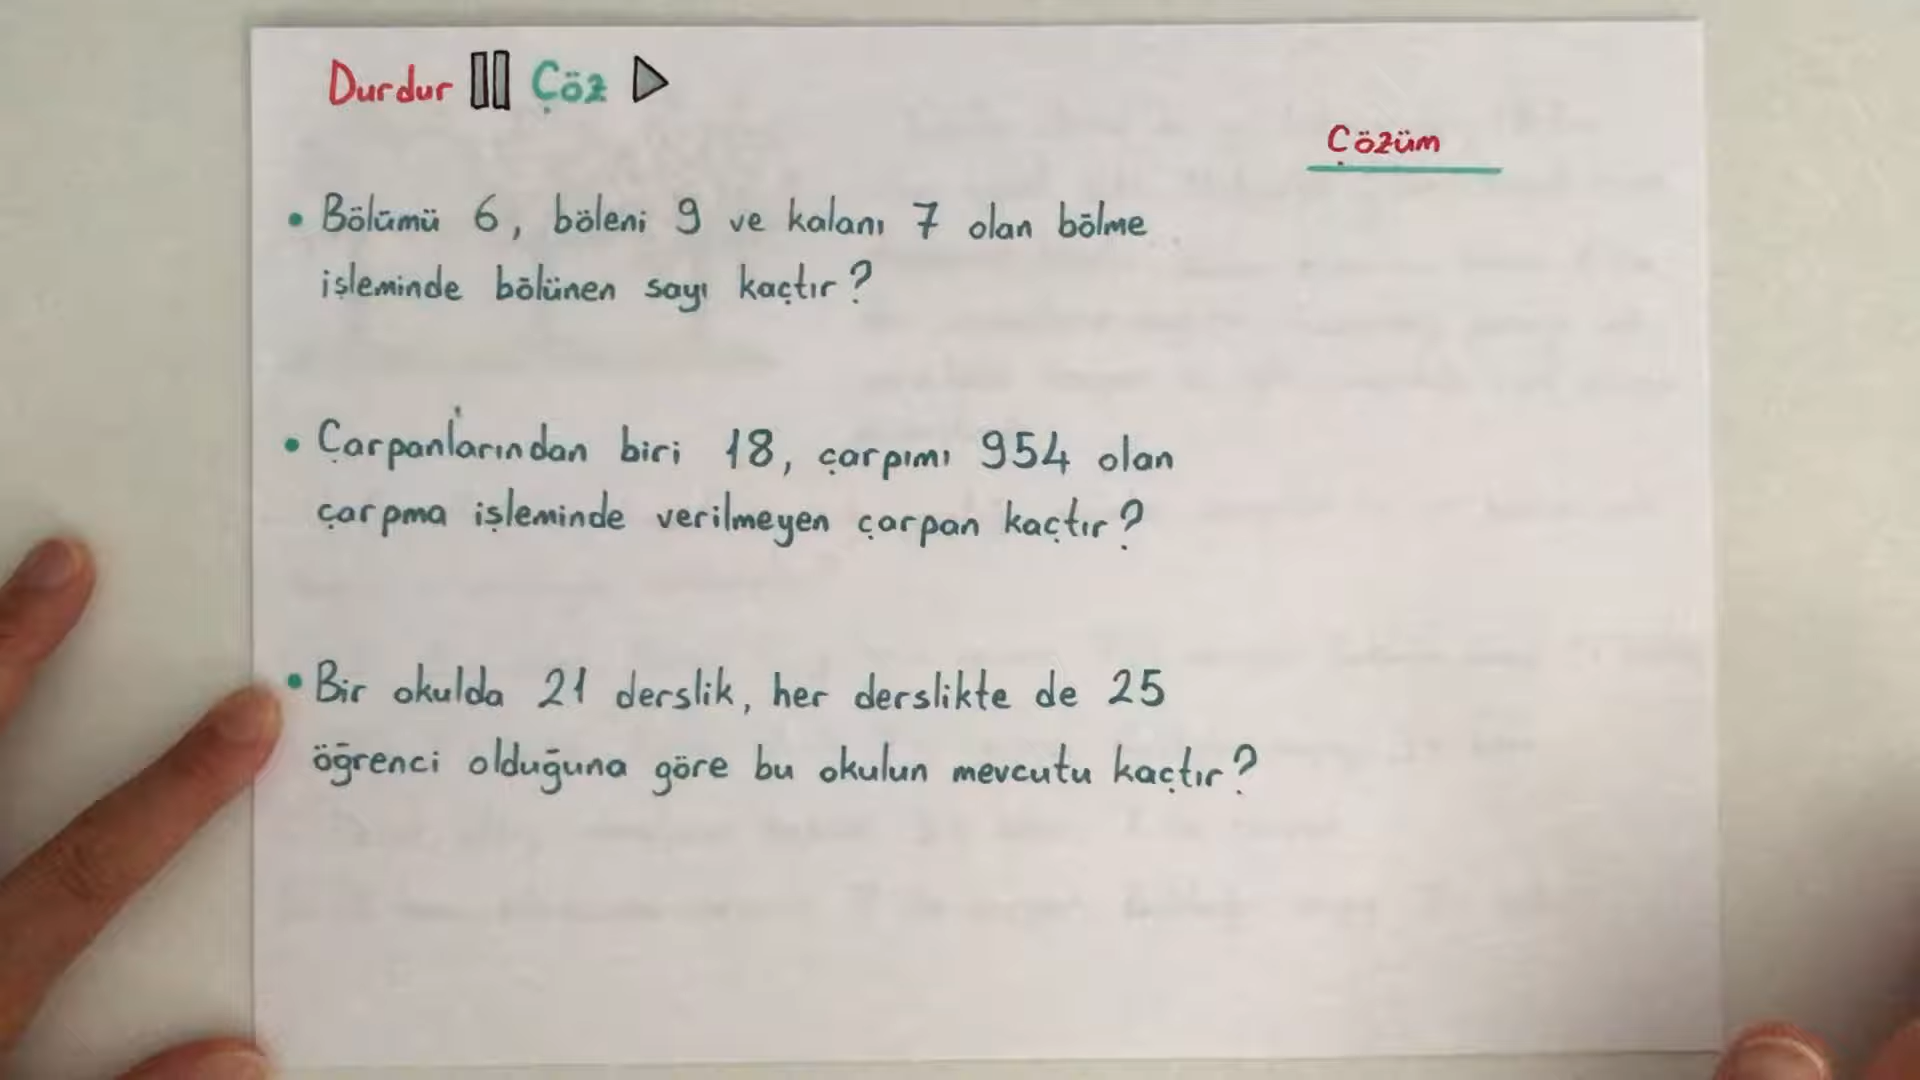 Durdur Çöz
Çözüm
• Bölümü 6, böleni 9 ve kalanı 7 olan bölme
işleminde bölünen sayı kaçtır?
• Çarpanlarından biri 18, çarpımı 954 olan
çarpma işleminde verilmeyen çarpan kaçtır?
• Bir okulda 21 derslik, her derslikte de 25
öğrenci olduğuna göre bu okulun mevcutu kaçtır?